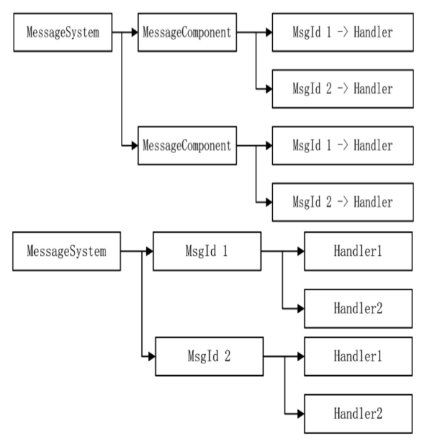 MessageSystem
MessageComponent
MsgId 1 -> Handler
MsgId 2 -> Handler
MessageComponent
MsgId 1 -> Handler
MsgId 2 -> Handler
MessageSystem
MsgId 1
Handler1
Handler2
MsgId 2
Handler1
Handler2